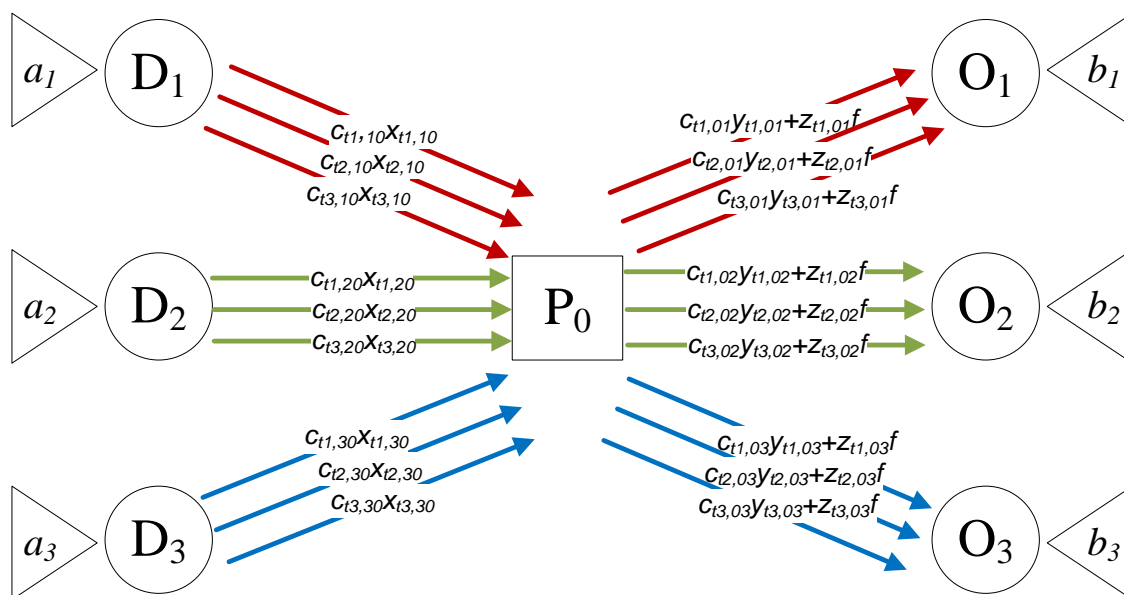 a1
D1
ct1,10xt1,10
ct2,10xt2,10
ct3,10xt3,10
ct1,01yt1,01+zt1,01f
ct2,01yt2,01+zt2,01f
ct3,01yt3,01+zt3,01f
O1
b1
a2
D2
ct1,20xt1,20
ct2,20xt2,20
ct3,20xt3,20
P0
ct1,02yt1,02+zt1,02f
ct2,02yt2,02+zt2,02f
ct3,02yt3,02+zt3,02f
O2
b2
a3
D3
ct1,30xt1,30
ct2,30xt2,30
ct3,30xt3,30
ct1,03yt1,03+zt1,03f
ct2,03yt2,03+zt2,03f
ct3,03yt3,03+zt3,03f
O3
b3